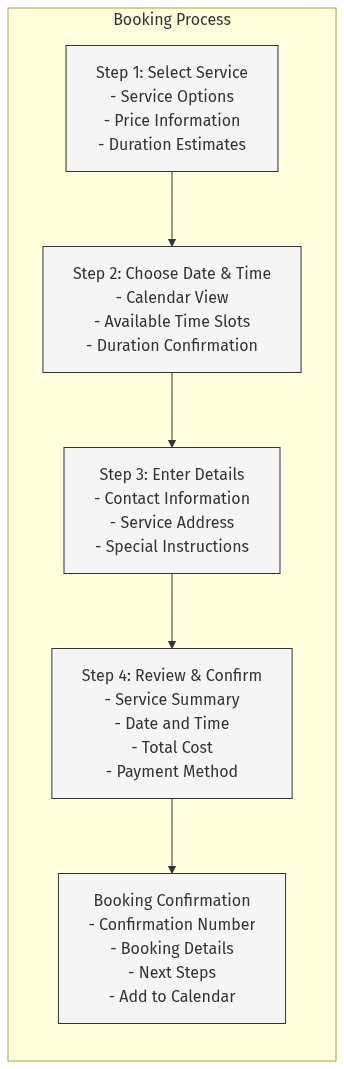 Booking Process
Step 1: Select Service
- Service Options
- Price Information
- Duration Estimates
Step 2: Choose Date & Time
- Calendar View
- Available Time Slots
- Duration Confirmation
Step 3: Enter Details
- Contact Information
- Service Address
- Special Instructions
Step 4: Review & Confirm
- Service Summary
- Date and Time
- Total Cost
- Payment Method
Booking Confirmation
- Confirmation Number
- Booking Details
- Next Steps
- Add to Calendar